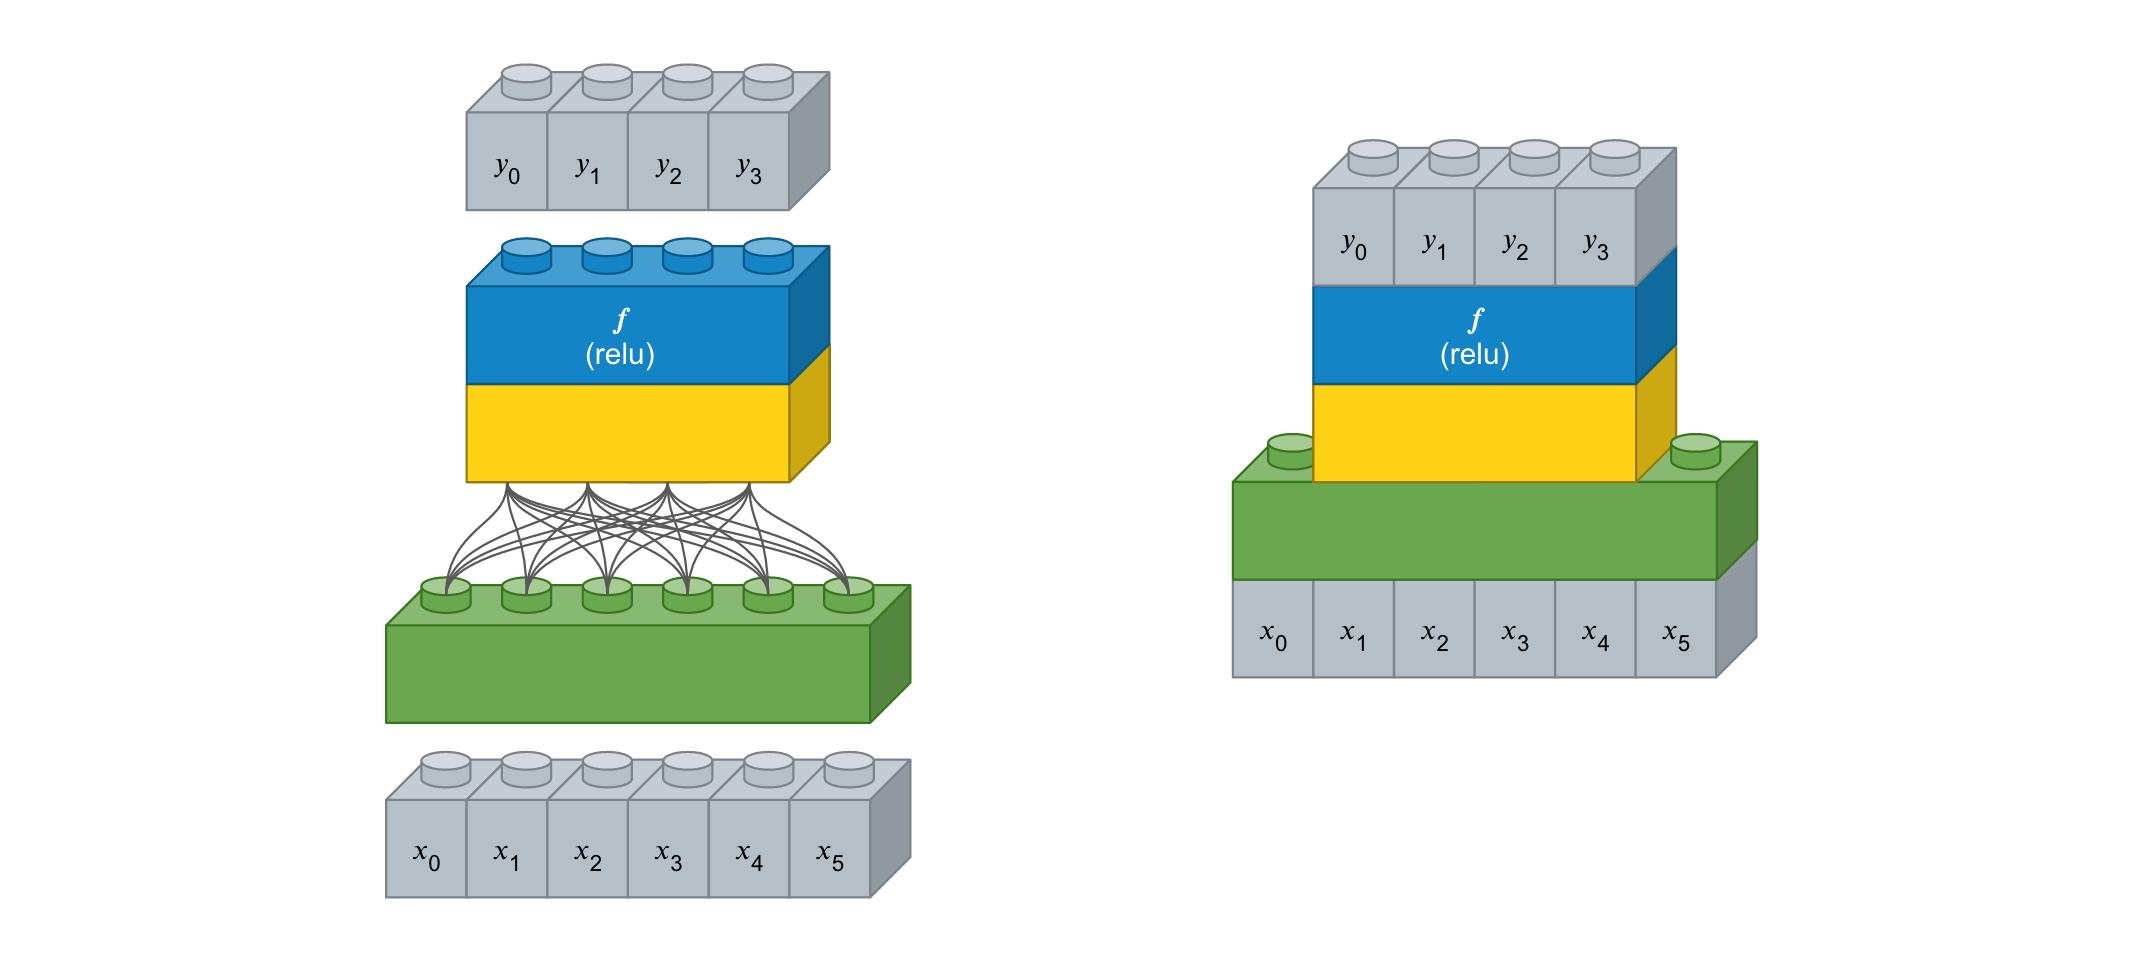 y0 y1 y2 y3
f
(relu)
x0 x1 x2 x3 x4 x5
y0 y1 y2 y3
f
(relu)
x0 x1 x2 x3 x4 x5